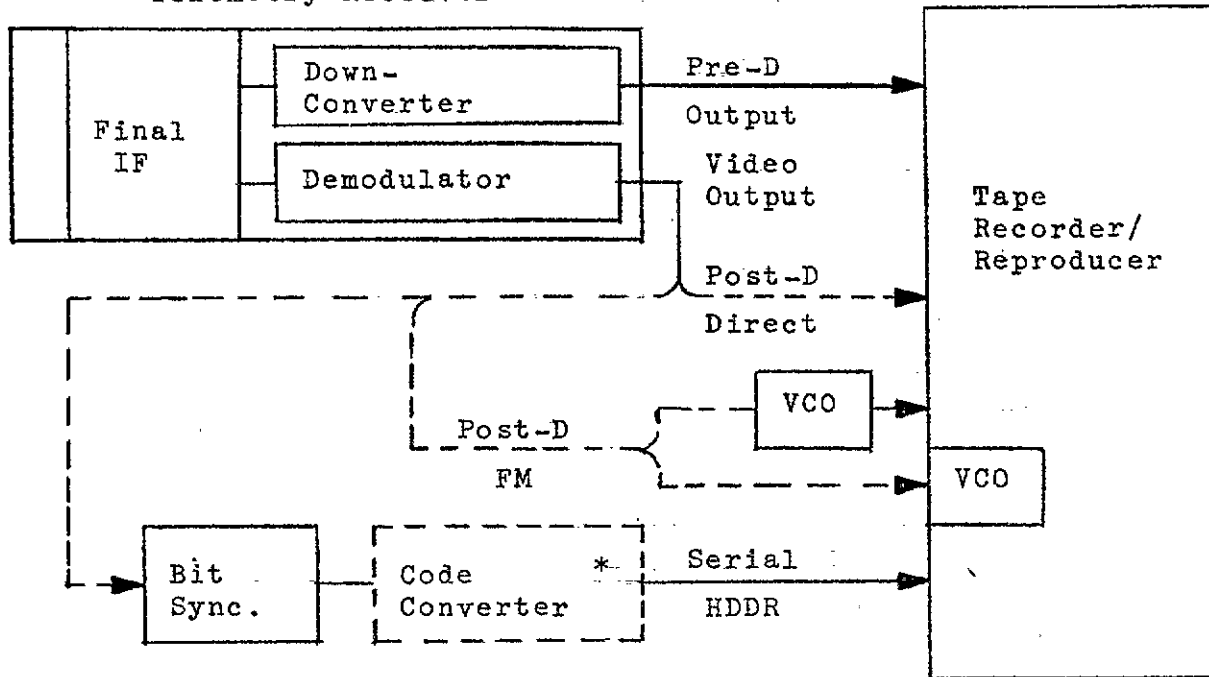 Final
IF
Down-
Converter
Demodulator
Pre-D
Output
Video
Output
Post-D
Direct
Tape
Recorder/
Reproducer
VCO
Post-D
FM
VCO
Bit
Sync.
Code *
Converter
Serial
HDDR